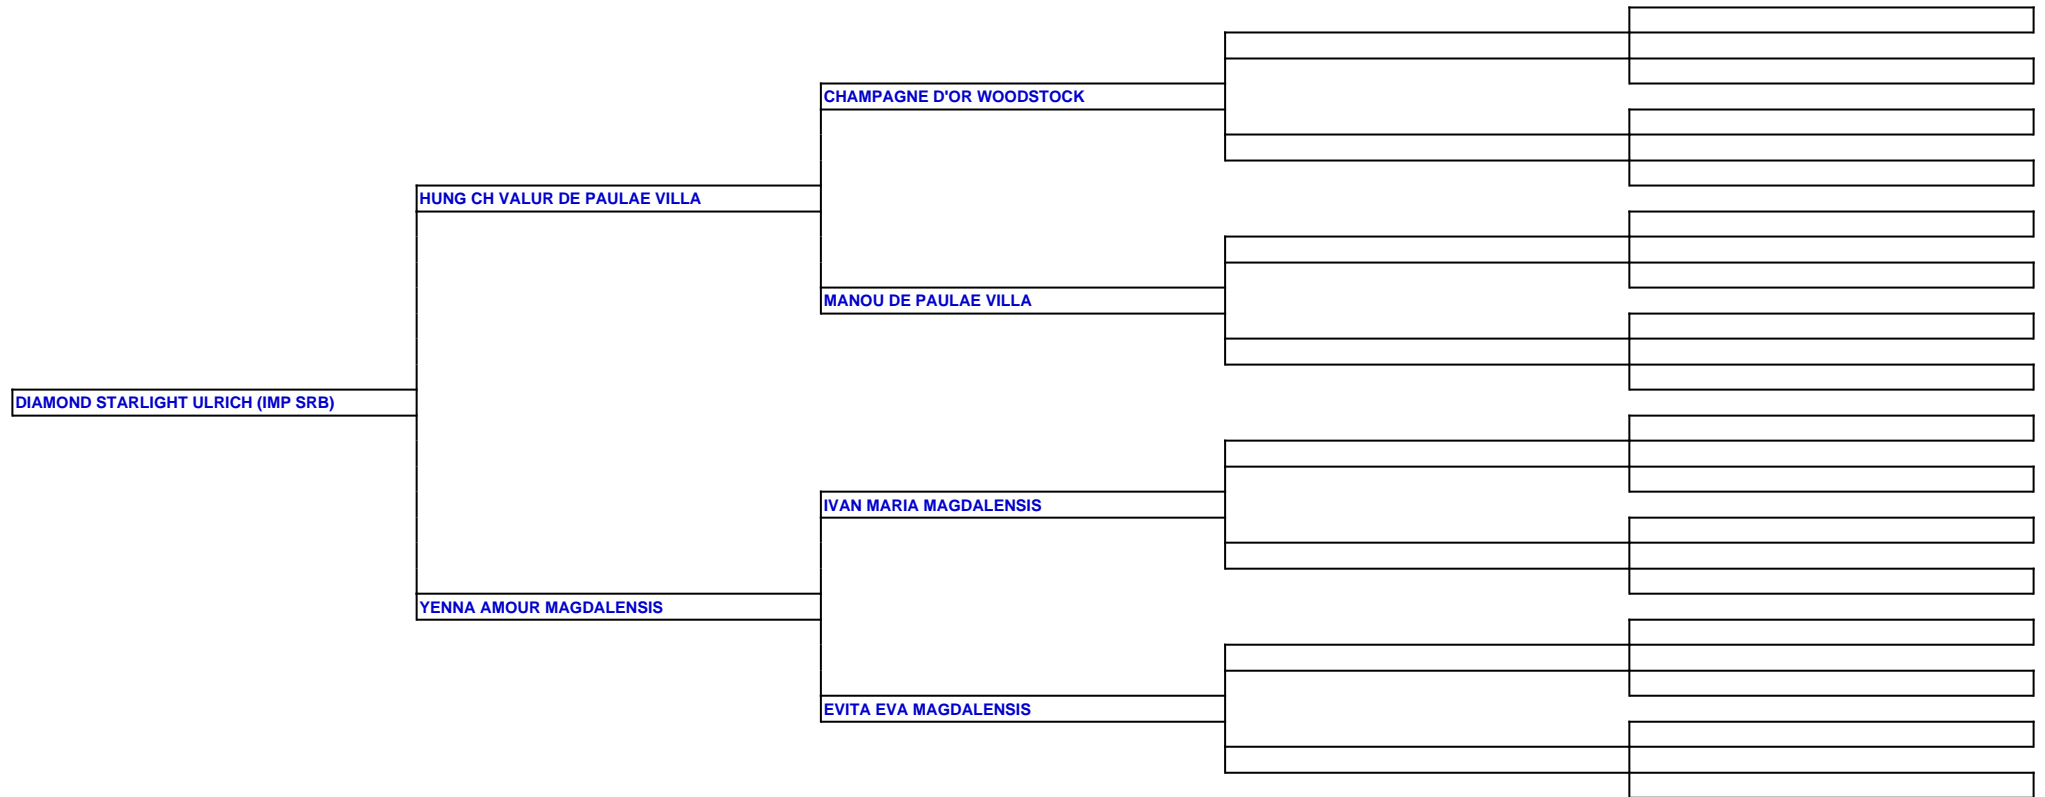 CHAMPAGNE D'OR WOODSTOCK
HUNG CH VALUR DE PAULAE VILLA
MANOU DE PAULAE VILLA
DIAMOND STARLIGHT ULRICH (IMP SRB)
IVAN MARIA MAGDALENSIS
YENNA AMOUR MAGDALENSIS
EVITA EVA MAGDALENSIS